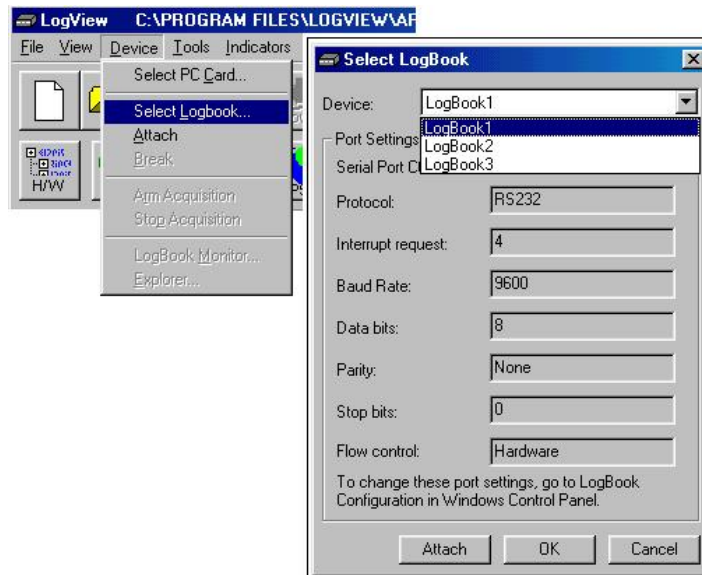 LogView C:\PROGRAM FILES\LOGVIEW\AP
File View Device Tools Indicators
Select PC Card...
Select Logbook...
Attach
Break
Arm Acquisition
Stop Acquisition
LogBook Monitor...
Explorer...
H/W
Select LogBook
Device: LogBook1
LogBook1
LogBook2
LogBook3
Port Settings
Serial Port
Protocol: RS232
Interrupt request: 4
Baud Rate: 9600
Data bits: 8
Parity: None
Stop bits: 0
Flow control: Hardware
To change these port settings, go to LogBook
Configuration in Windows Control Panel.
Attach OK Cancel